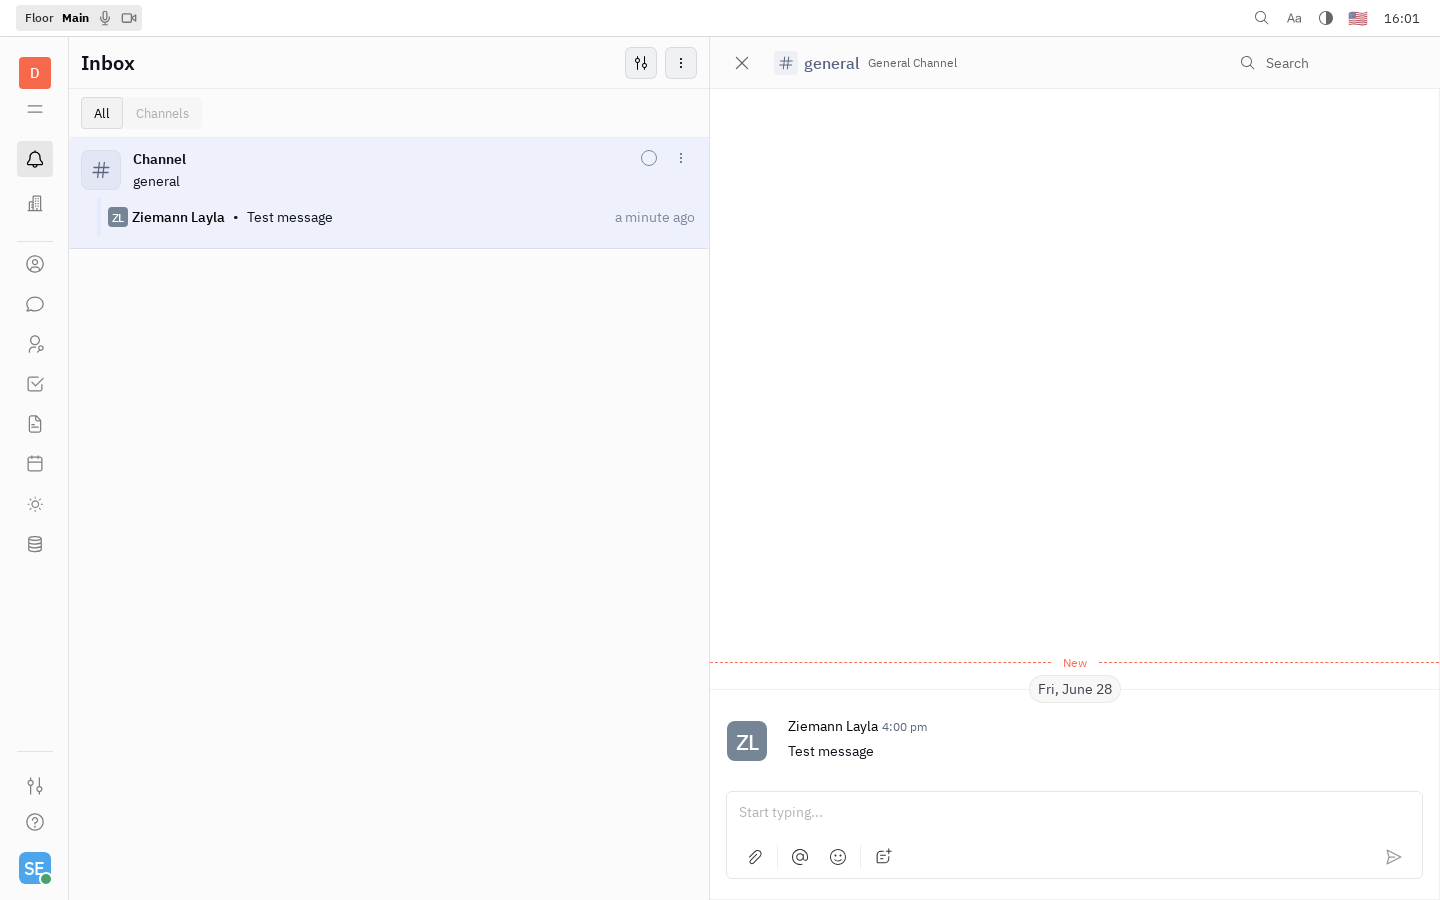 Floor Main
Aa
16:01
D
Inbox
general General Channel
Search
All
Channels
Channel
general
ZL Ziemann Layla • Test message
a minute ago
New
Fri, June 28
ZL
Ziemann Layla 4:00 pm
Test message
Start typing...
SE